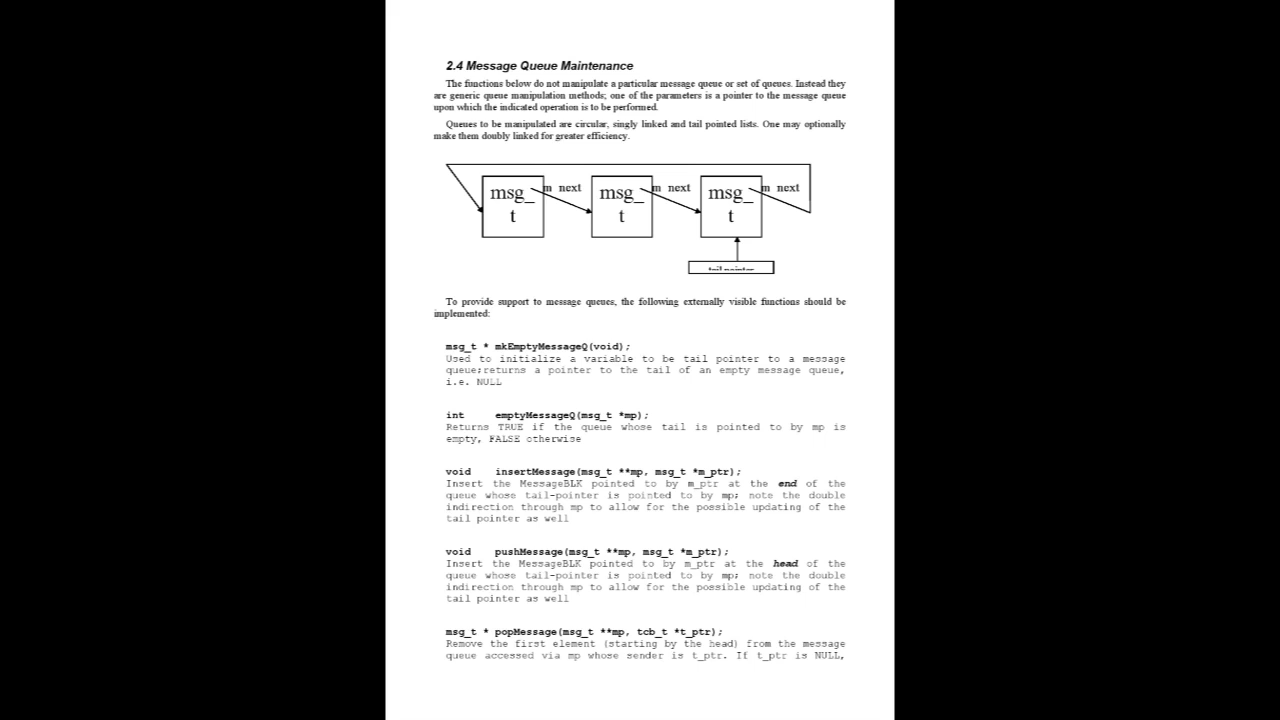 2.4 Message Queue Maintenance
The functions below do not manipulate a particular message queue or set of queues. Instead they
are generic queue manipulation methods; one of the parameters is a pointer to the message queue
upon which the indicated operation is to be performed.
Queues to be manipulated are circular, singly linked and tail pointed lists. One may optionally
make them doubly linked for greater efficiency.
msg_ m_next msg_ m_next msg_ m_next
t t t
tail pointer
To provide support to message queues, the following externally visible functions should be
implemented:
msg_t * mkEmptyMessageQ(void);
Used to initialize a variable to be tail pointer to a message
queue;returns a pointer to the tail of an empty message queue,
i.e. NULL
int emptyMessageQ(msg_t *mp);
Returns TRUE if the queue whose tail is pointed to by mp is
empty, FALSE otherwise
void insertMessage(msg_t **mp, msg_t *m_ptr);
Insert the MessageBLK pointed to by m_ptr at the end of the
queue whose tail-pointer is pointed to by mp; note the double
indirection through mp to allow for the possible updating of the
tail pointer as well
void pushMessage(msg_t **mp, msg_t *m_ptr);
Insert the MessageBLK pointed to by m_ptr at the head of the
queue whose tail-pointer is pointed to by mp; note the double
indirection through mp to allow for the possible updating of the
tail pointer as well
msg_t * popMessage(msg_t **mp, tcb_t *t_ptr);
Remove the first element (starting by the head) from the message
queue accessed via mp whose sender is t_ptr. If t_ptr is NULL,